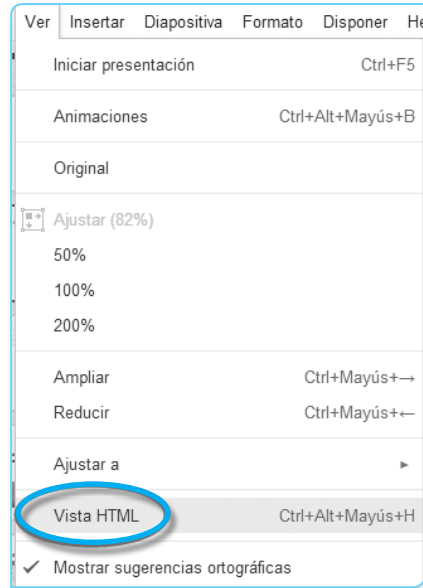 Ver Insertar Diapositiva Formato Disponer
Iniciar presentación Ctrl+F5
Animaciones Ctrl+Alt+Mayús+B
Original
Ajustar (82%)
50%
100%
200%
Ampliar Ctrl+Mayús+→
Reducir Ctrl+Mayús+←
Ajustar a ►
Vista HTML Ctrl+Alt+Mayús+H
✓ Mostrar sugerencias ortográficas